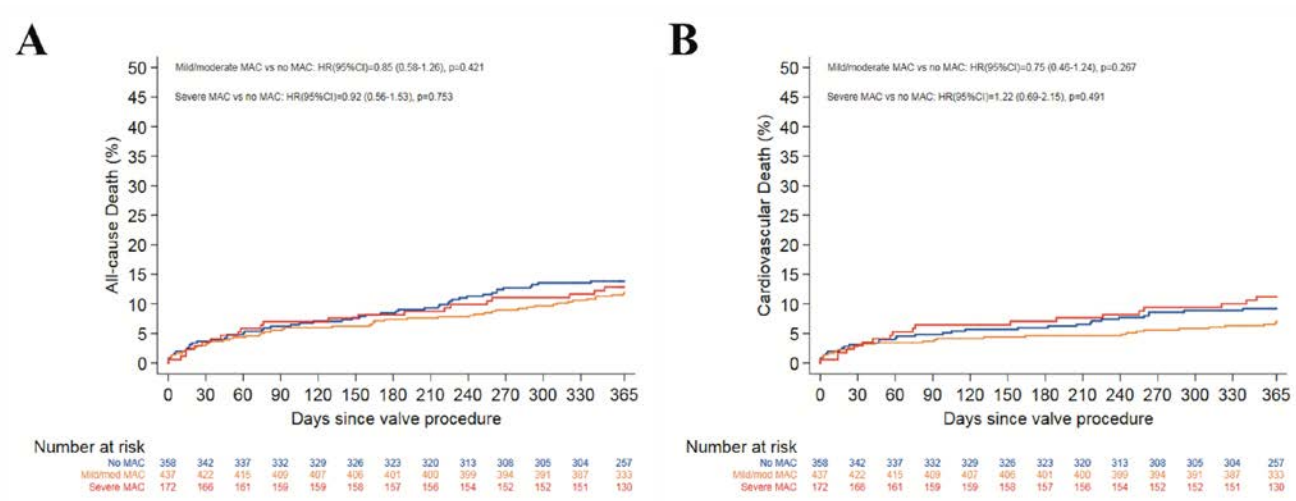 A
Mild/moderate MAC vs no MAC: HR(95%CI)=0.85 (0.58-1.26), p=0.421
Severe MAC vs no MAC: HR(95%CI)=0.92 (0.56-1.53), p=0.753
All-cause Death (%)
50
45
40
35
30
25
20
15
10
5
0
0 30 60 90 120 150 180 210 240 270 300 330 365
Days since valve procedure
Number at risk
No MAC 358 342 337 332 329 326 323 320 313 308 305 304 257
Mild/mod MAC 437 422 415 409 407 406 401 400 399 394 391 387 333
Severe MAC 172 166 161 159 159 158 157 156 154 152 152 151 130
B
Mild/moderate MAC vs no MAC: HR(95%CI)=0.75 (0.46-1.24), p=0.267
Severe MAC vs no MAC: HR(95%CI)=1.22 (0.69-2.15), p=0.491
Cardiovascular Death (%)
50
45
40
35
30
25
20
15
10
5
0
0 30 60 90 120 150 180 210 240 270 300 330 365
Days since valve procedure
Number at risk
No MAC 358 342 337 332 329 326 323 320 313 308 305 304 257
Mild/mod MAC 437 422 415 409 407 406 401 400 399 394 391 387 333
Severe MAC 172 166 161 159 159 158 157 156 154 152 152 151 130